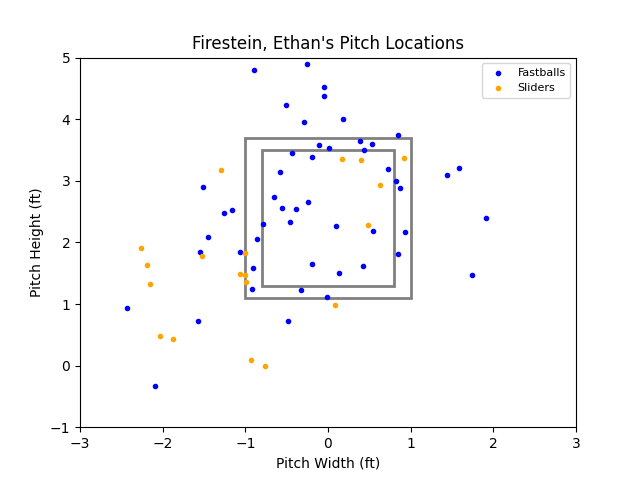 Firestein, Ethan's Pitch Locations
Fastballs
Sliders
5
4
3
2
1
0
−1
Pitch Height (ft)
−3
−2
−1
0
1
2
3
Pitch Width (ft)